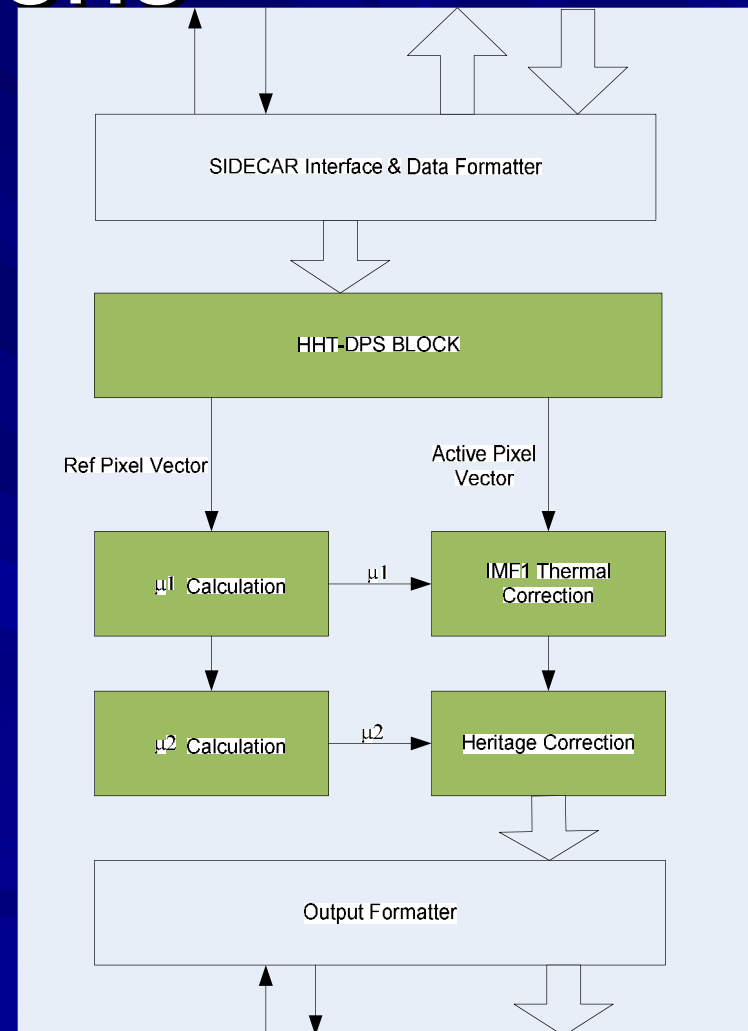 SIDECAR Interface & Data Formatter
HHT-DPS BLOCK
Ref Pixel Vector
Active Pixel
Vector
μ1 Calculation
μ1
IMF1 Thermal
Correction
μ2 Calculation
μ2
Heritage Correction
Output Formatter